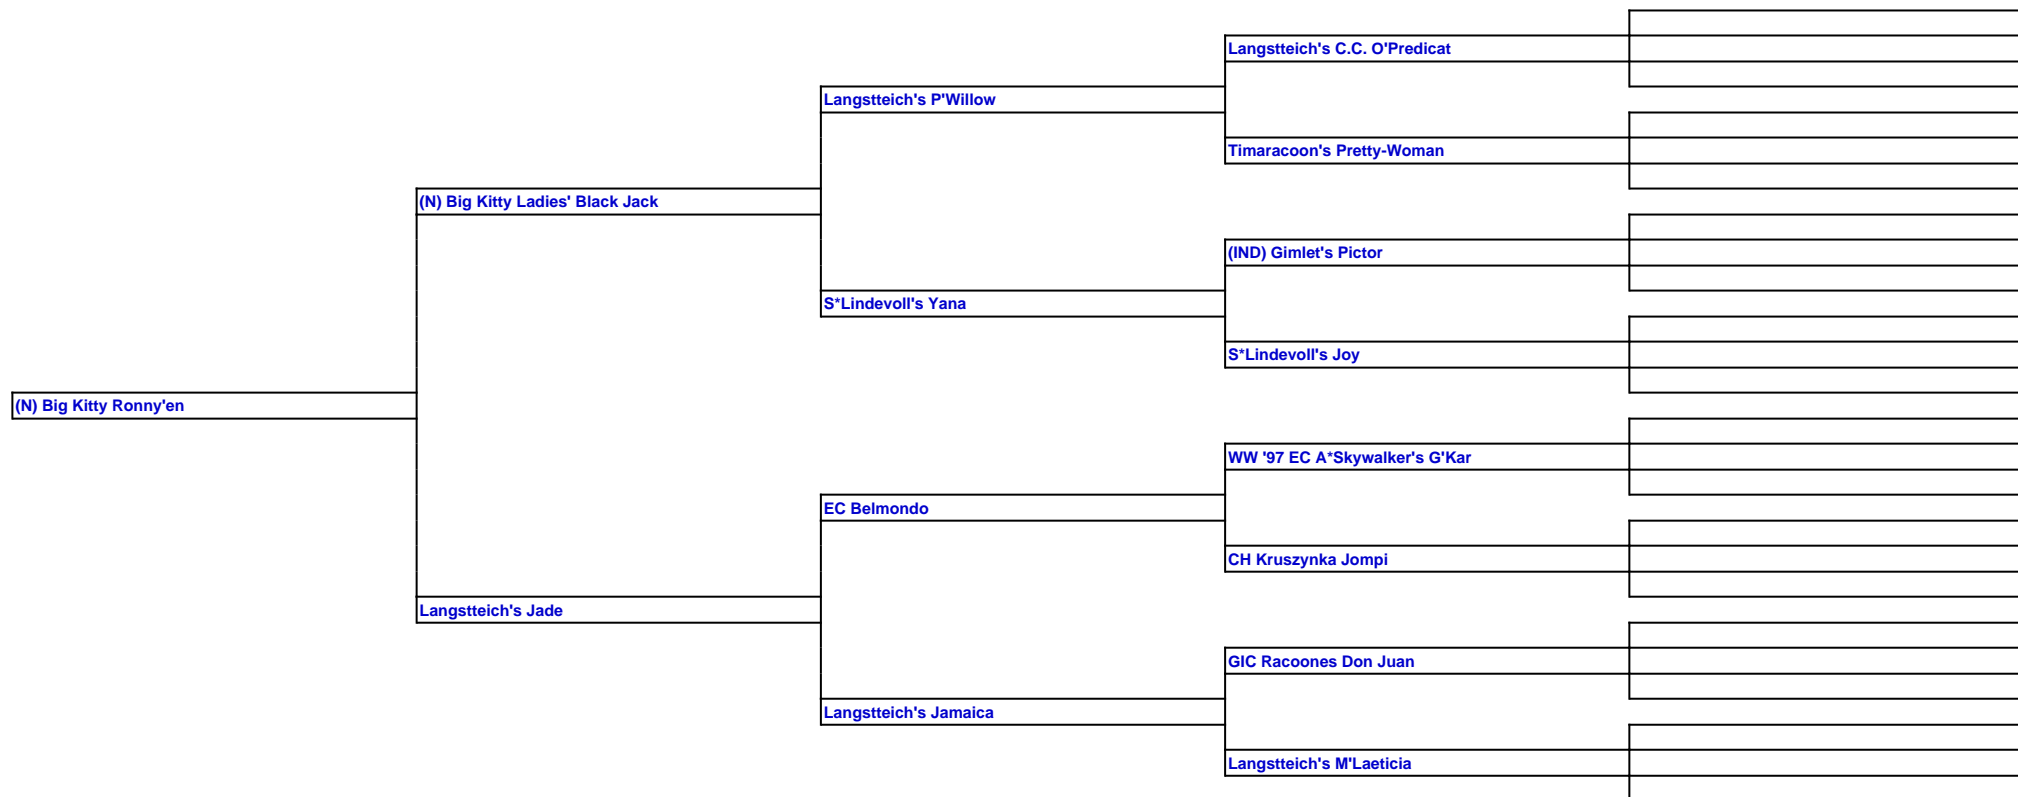 Langstteich's C.C. O'Predicat
Langstteich's P'Willow
Timaracoon's Pretty-Woman
(N) Big Kitty Ladies' Black Jack
(IND) Gimlet's Pictor
S*Lindevoll's Yana
S*Lindevoll's Joy
(N) Big Kitty Ronny'en
WW '97 EC A*Skywalker's G'Kar
EC Belmondo
CH Kruszynka Jompi
Langstteich's Jade
GIC Racoones Don Juan
Langstteich's Jamaica
Langstteich's M'Laeticia